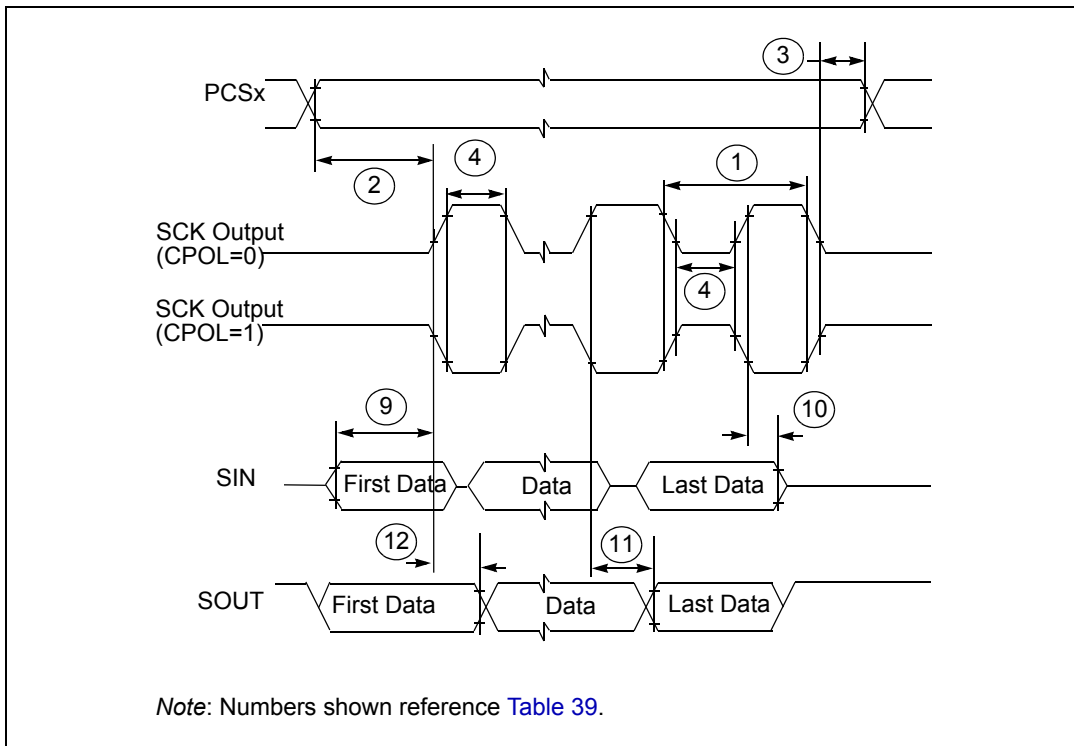 3
PCSx
2
4
1
SCK Output
(CPOL=0)
4
SCK Output
(CPOL=1)
9
10
SIN
First Data Data Last Data
12
11
SOUT
First Data Data Last Data
Note: Numbers shown reference Table 39.